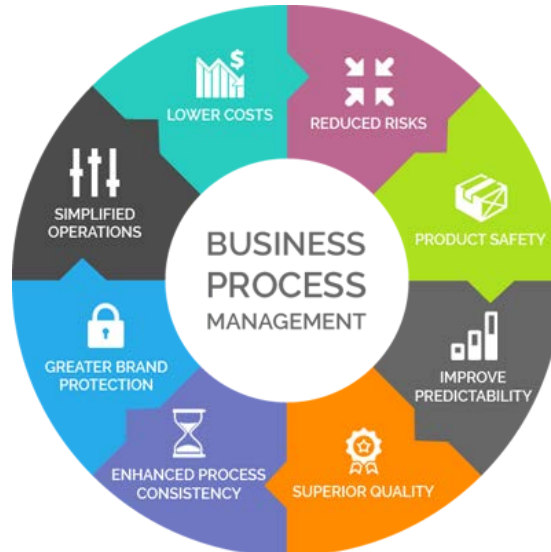 BUSINESS
PROCESS
MANAGEMENT
$
LOWER COSTS
REDUCED RISKS
PRODUCT SAFETY
IMPROVE
PREDICTABILITY
SUPERIOR QUALITY
ENHANCED PROCESS
CONSISTENCY
GREATER BRAND
PROTECTION
SIMPLIFIED
OPERATIONS